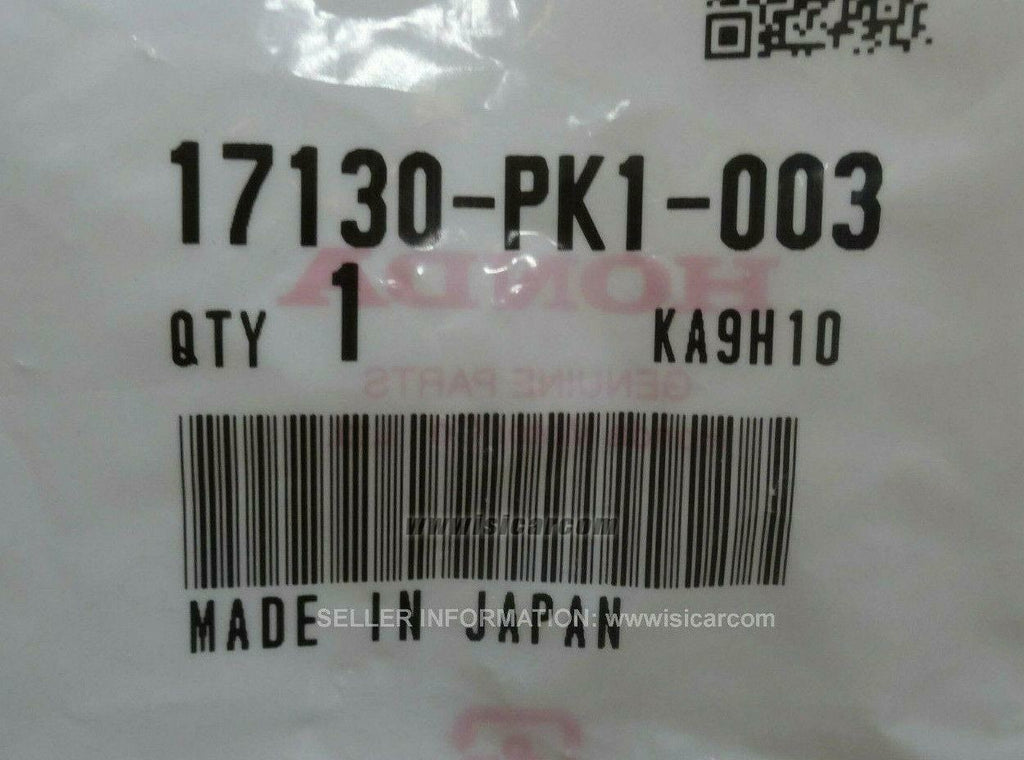 17130-PK1-003
HONDA
QTY 1 KA9H10
GENUINE PARTS
www.isicar.com
MADE IN JAPAN
SELLER INFORMATION: wwwisicarcom